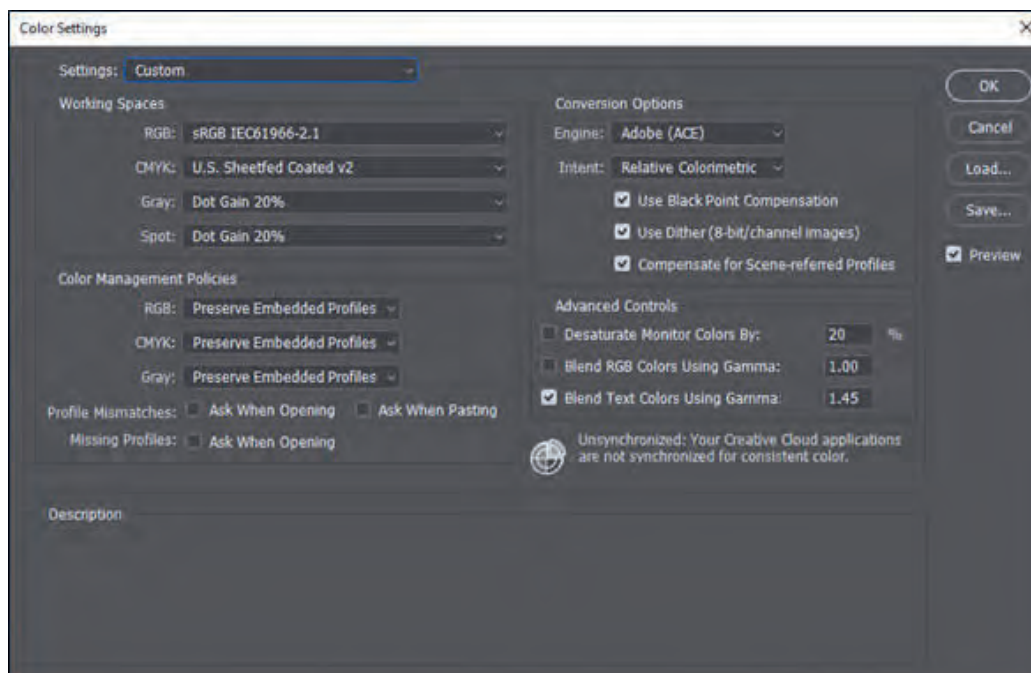 Color Settings
Settings: Custom
Working Spaces
RGB: sRGB IEC61966-2.1
CMYK: U.S. Sheetfed Coated v2
Gray: Dot Gain 20%
Spot: Dot Gain 20%
Color Management Policies
RGB: Preserve Embedded Profiles
CMYK: Preserve Embedded Profiles
Gray: Preserve Embedded Profiles
Profile Mismatches: Ask When Opening Ask When Pasting
Missing Profiles: Ask When Opening
Conversion Options
Engine: Adobe (ACE)
Intent: Relative Colorimetric
Use Black Point Compensation
Use Dither (8-bit/channel images)
Compensate for Scene-referred Profiles
Advanced Controls
Desaturate Monitor Colors By: 20 %
Blend RGB Colors Using Gamma: 1.00
Blend Text Colors Using Gamma: 1.45
Unsynchronized: Your Creative Cloud applications
are not synchronized for consistent color.
OK
Cancel
Load...
Save...
Preview
Description